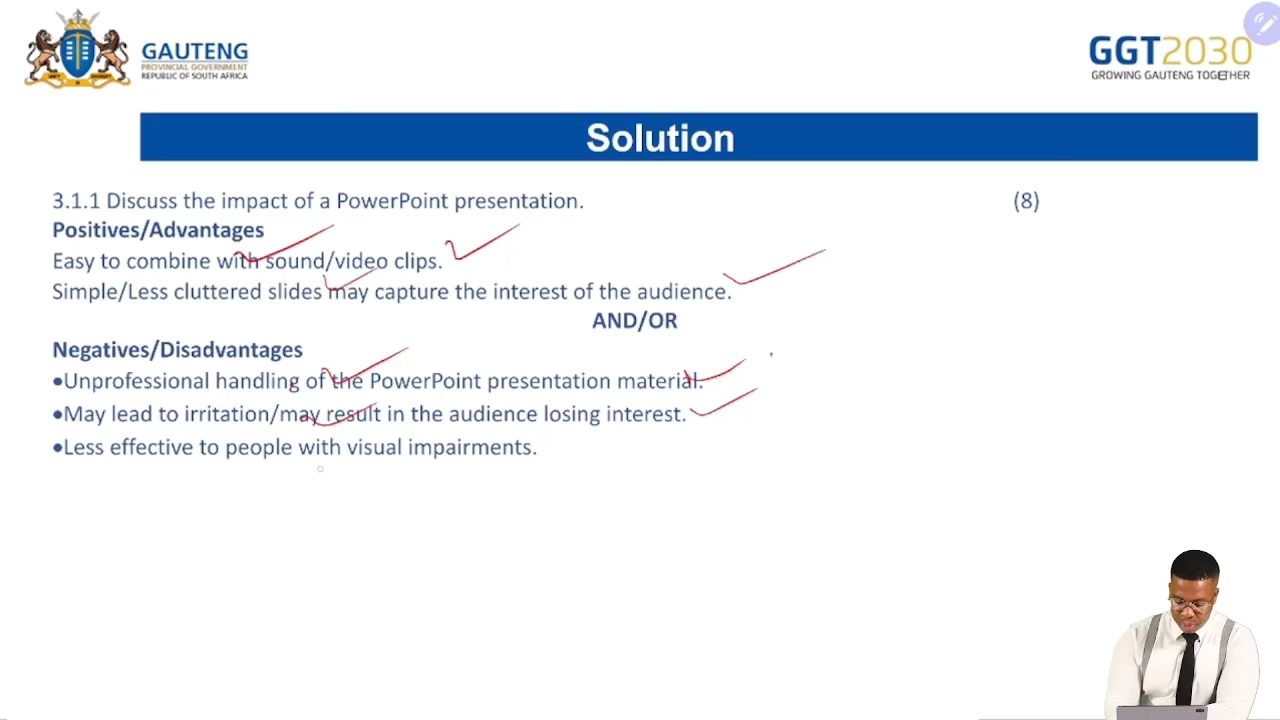 GAUTENG
PROVINCIAL GOVERNMENT
REPUBLIC OF SOUTH AFRICA
GGT2030
GROWING GAUTENG TOGETHER
Solution
3.1.1 Discuss the impact of a PowerPoint presentation. (8)
Positives/Advantages
Easy to combine with sound/video clips.
Simple/Less cluttered slides may capture the interest of the audience.
AND/OR
Negatives/Disadvantages
•Unprofessional handling of the PowerPoint presentation material.
•May lead to irritation/may result in the audience losing interest.
•Less effective to people with visual impairments.